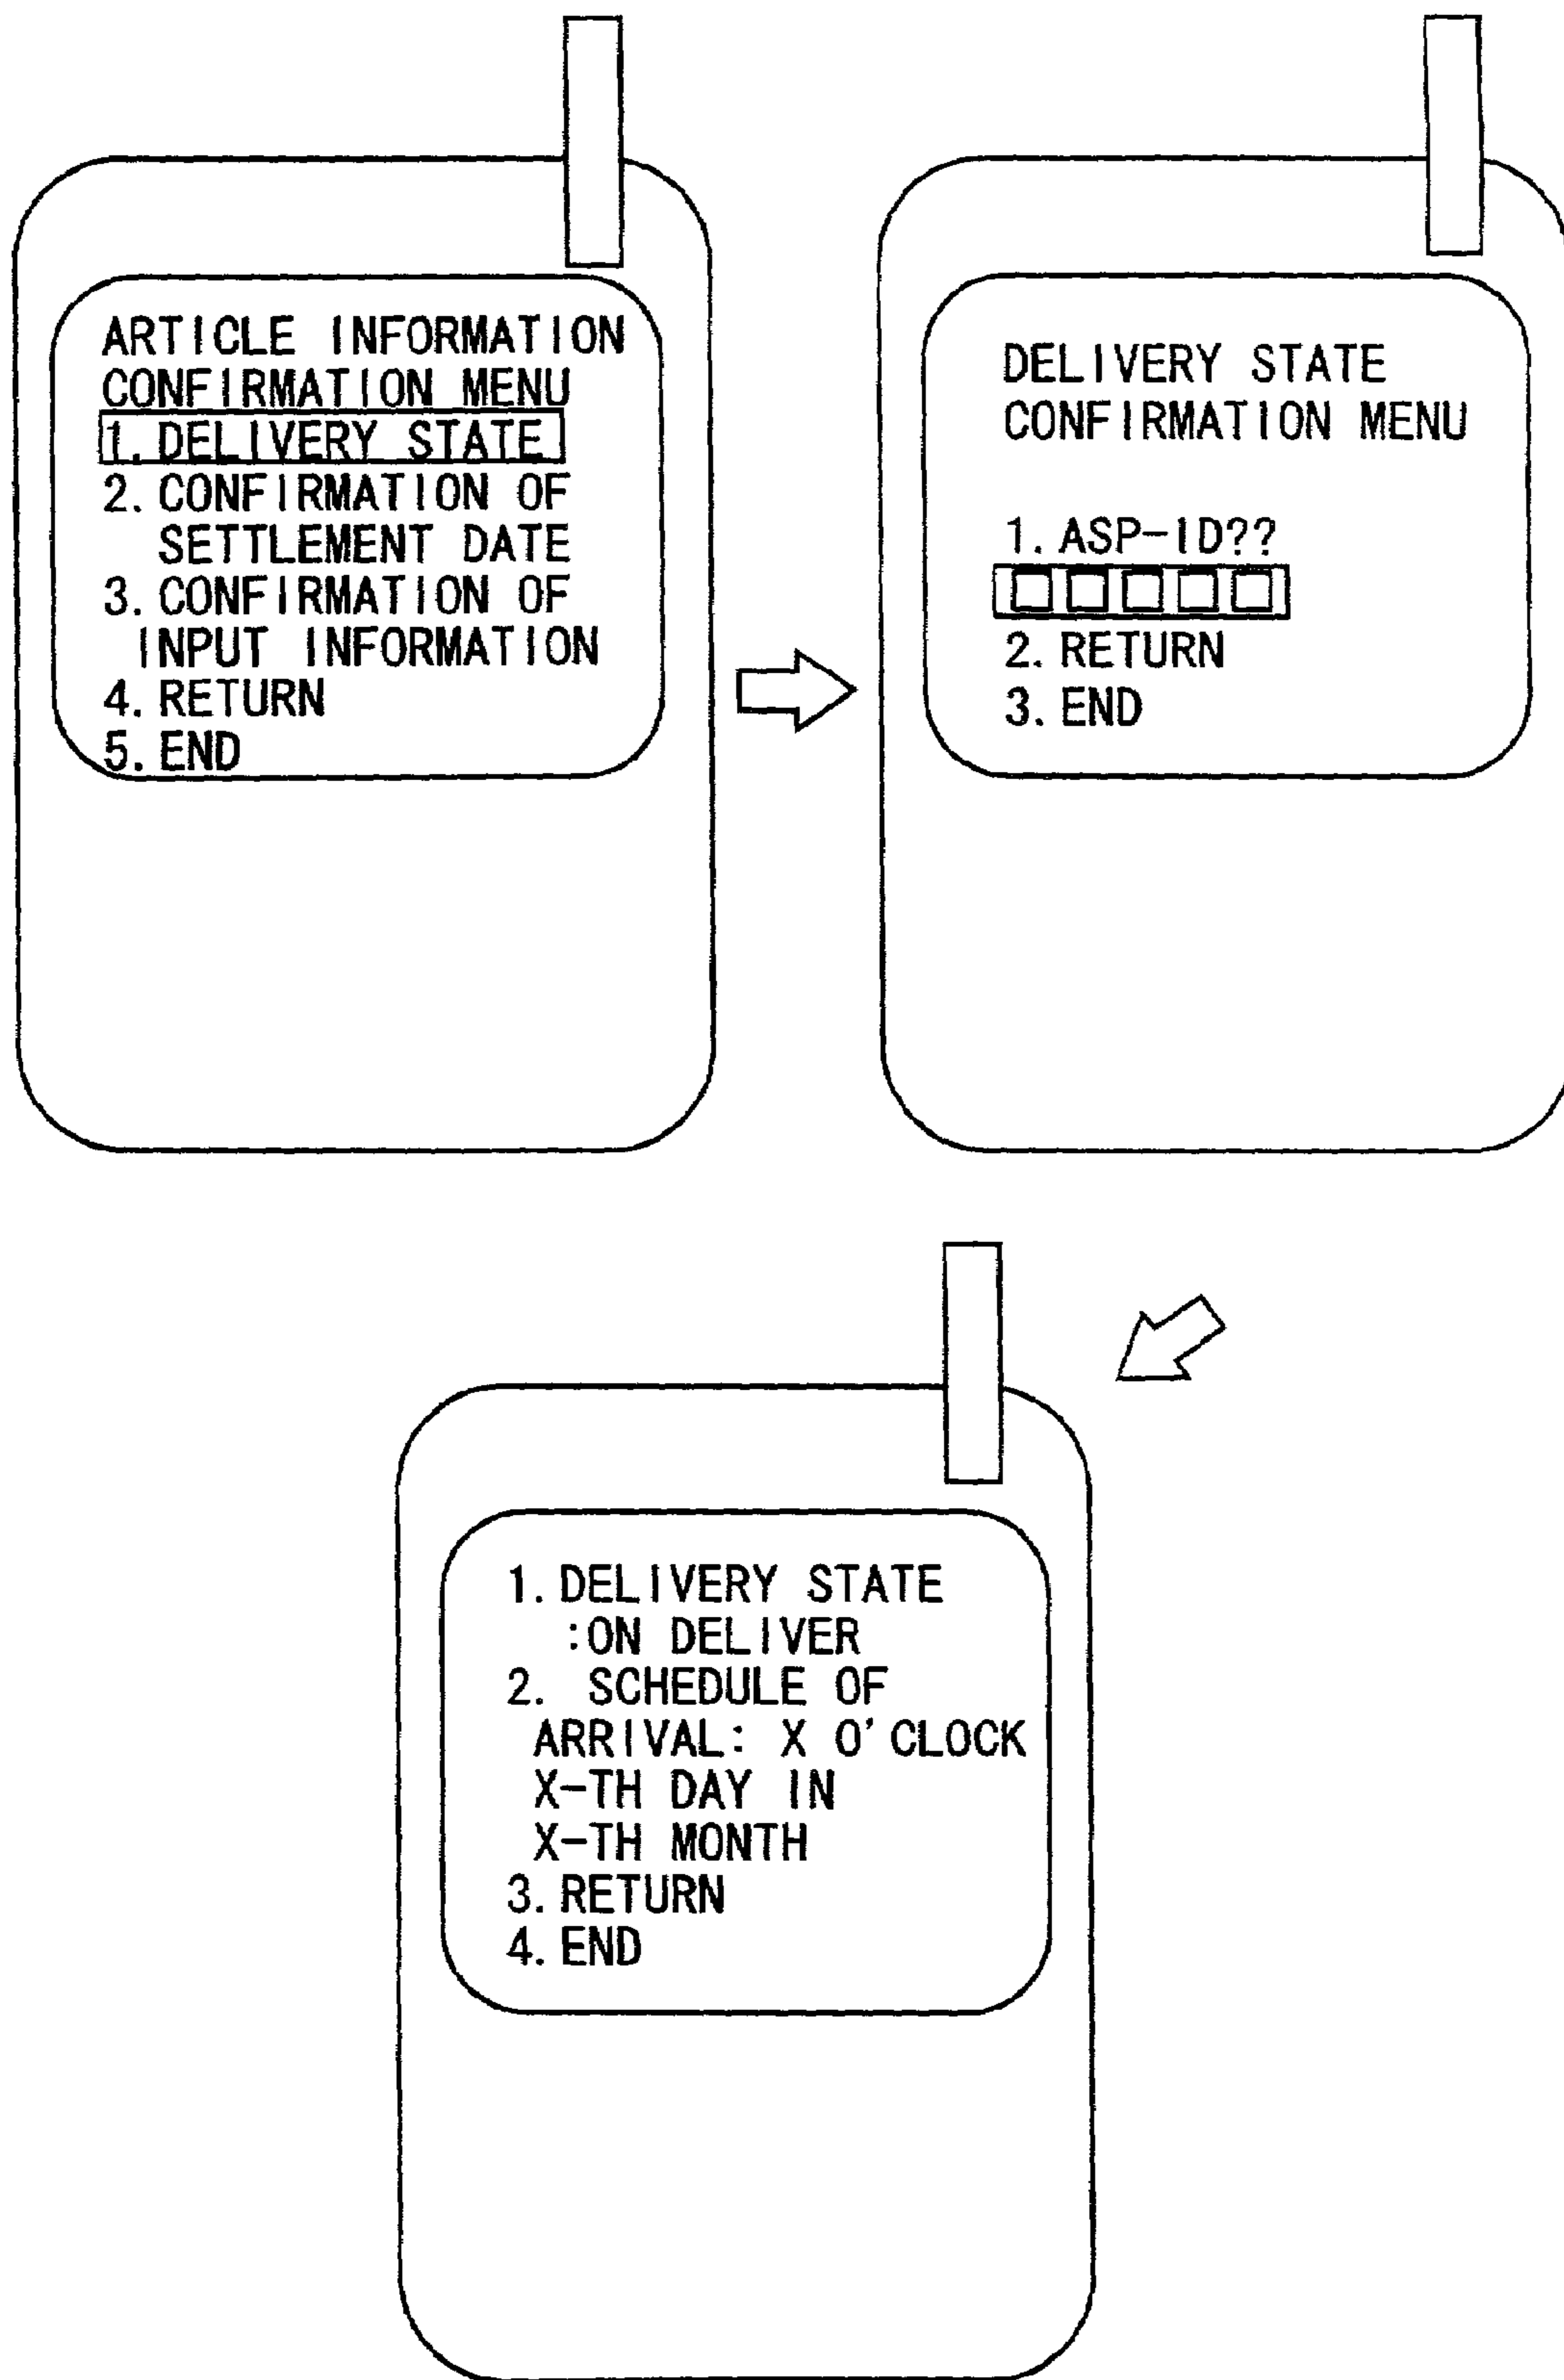 ARTICLE INFORMATION
CONFIRMATION MENU
1. DELIVERY STATE
2. CONFIRMATION OF
SETTLEMENT DATE
3. CONFIRMATION OF
INPUT INFORMATION
4. RETURN
5. END
DELIVERY STATE
CONFIRMATION MENU
1. ASP-ID??
□□□□□
2. RETURN
3. END
1. DELIVERY STATE
:ON DELIVER
2. SCHEDULE OF
ARRIVAL: X O'CLOCK
X-TH DAY IN
X-TH MONTH
3. RETURN
4. END